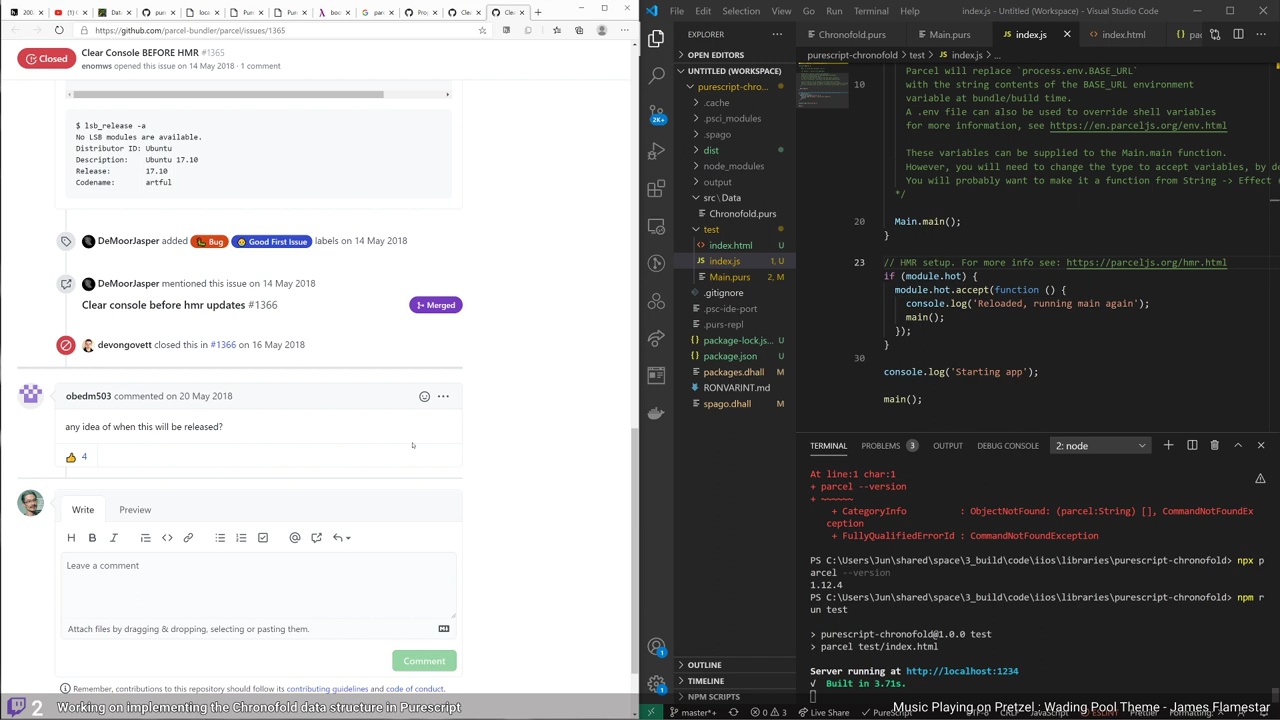 https://github.com/parcel-bundler/parcel/issues/1365
Closed
Clear Console BEFORE HMR #1365
enomws opened this issue on 14 May 2018 · 1 comment
$ lsb_release -a
No LSB modules are available.
Distributor ID: Ubuntu
Description: Ubuntu 17.10
Release: 17.10
Codename: artful
DeMoorJasper added Bug Good First Issue labels on 14 May 2018
DeMoorJasper mentioned this issue on 14 May 2018
Clear console before hmr updates #1366
Merged
devongovett closed this in #1366 on 16 May 2018
obedm503 commented on 20 May 2018
any idea of when this will be released?
4
Write
Preview
Leave a comment
Attach files by dragging & dropping, selecting or pasting them.
Comment
Remember, contributions to this repository should follow its contributing guidelines and code of conduct.
2 Working on implementing the Chronofold data structure in Purescript
File Edit Selection View Go Run Terminal Help index.js - Untitled (Workspace) - Visual Studio Code
EXPLORER
OPEN EDITORS
UNTITLED (WORKSPACE)
purescript-chro...
.cache
.psci_modules
.spago
dist
node_modules
output
src\Data
Chronofold.purs
test
index.html U
index.js 1, U
Main.purs 2, M
.gitignore
.psc-ide-port
.purs-repl
package-lock.js... U
package.json U
packages.dhall M
RONVARINT.md
spago.dhall M
OUTLINE
TIMELINE
NPM SCRIPTS
2K+
Chronofold.purs
Main.purs
index.js
index.html U
purescript-chronofold > test > index.js > ...
Parcel will replace `process.env.BASE_URL`
10 with the string contents of the BASE_URL environment
variable at bundle/build time.
A .env file can also be used to override shell variables
for more information, see https://en.parceljs.org/env.html
These variables can be supplied to the Main.main function.
However, you will need to change the type to accept variables, by de
You will probably want to make it a function from String -> Effect (
*/
20 Main.main();
}
23 // HMR setup. For more info see: https://parceljs.org/hmr.html
if (module.hot) {
module.hot.accept(function () {
console.log('Reloaded, running main again');
main();
});
}
30
console.log('Starting app');
main();
TERMINAL PROBLEMS 3 OUTPUT DEBUG CONSOLE 2: node
At line:1 char:1
+ parcel --version
+ ~~~~~~
+ CategoryInfo : ObjectNotFound: (parcel:String) [], CommandNotFoundEx
ception
+ FullyQualifiedErrorId : CommandNotFoundException
PS C:\Users\Jun\shared\space\3_build\code\iios\libraries\purescript-chronofold> npx p
arcel --version
1.12.4
PS C:\Users\Jun\shared\space\3_build\code\iios\libraries\purescript-chronofold> npm r
un test
> purescript-chronofold@1.0.0 test
> parcel test/index.html
Server running at http://localhost:1234
√ Built in 3.71s.
master*+ 0 3 Live Share PureScript
Music Playing on Pretzel : Wading Pool Theme - James Flamestar